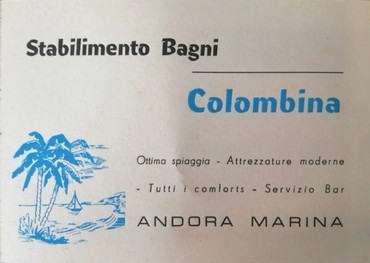 Stabilimento Bagni
Colombina
Ottima spiaggia - Attrezzature moderne
- Tutti i comforts - Servizio Bar
ANDORA MARINA